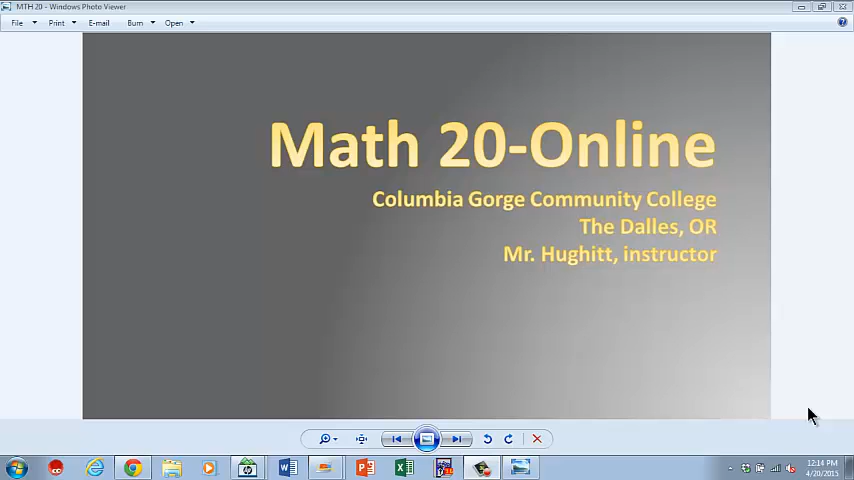 MTH 20 - Windows Photo Viewer
File Print E-mail Burn Open
Math 20-Online
Columbia Gorge Community College
The Dalles, OR
Mr. Hughitt, instructor
12:14 PM
4/20/2015